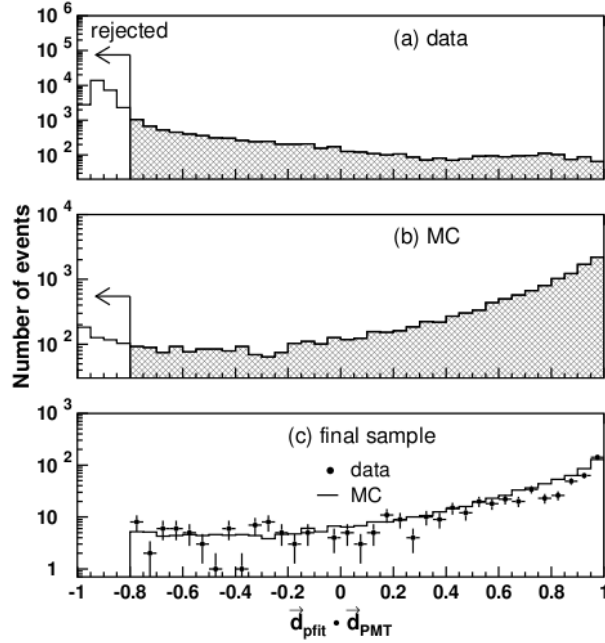 10^6
10^5
10^4
10^3
10^2
rejected
(a) data
10^4
10^3
10^2
(b) MC
Number of events
10^3
10^2
10
1
(c) final sample
data
MC
-1 -0.8 -0.6 -0.4 -0.2 0 0.2 0.4 0.6 0.8 1
d⃗pfit • d⃗PMT